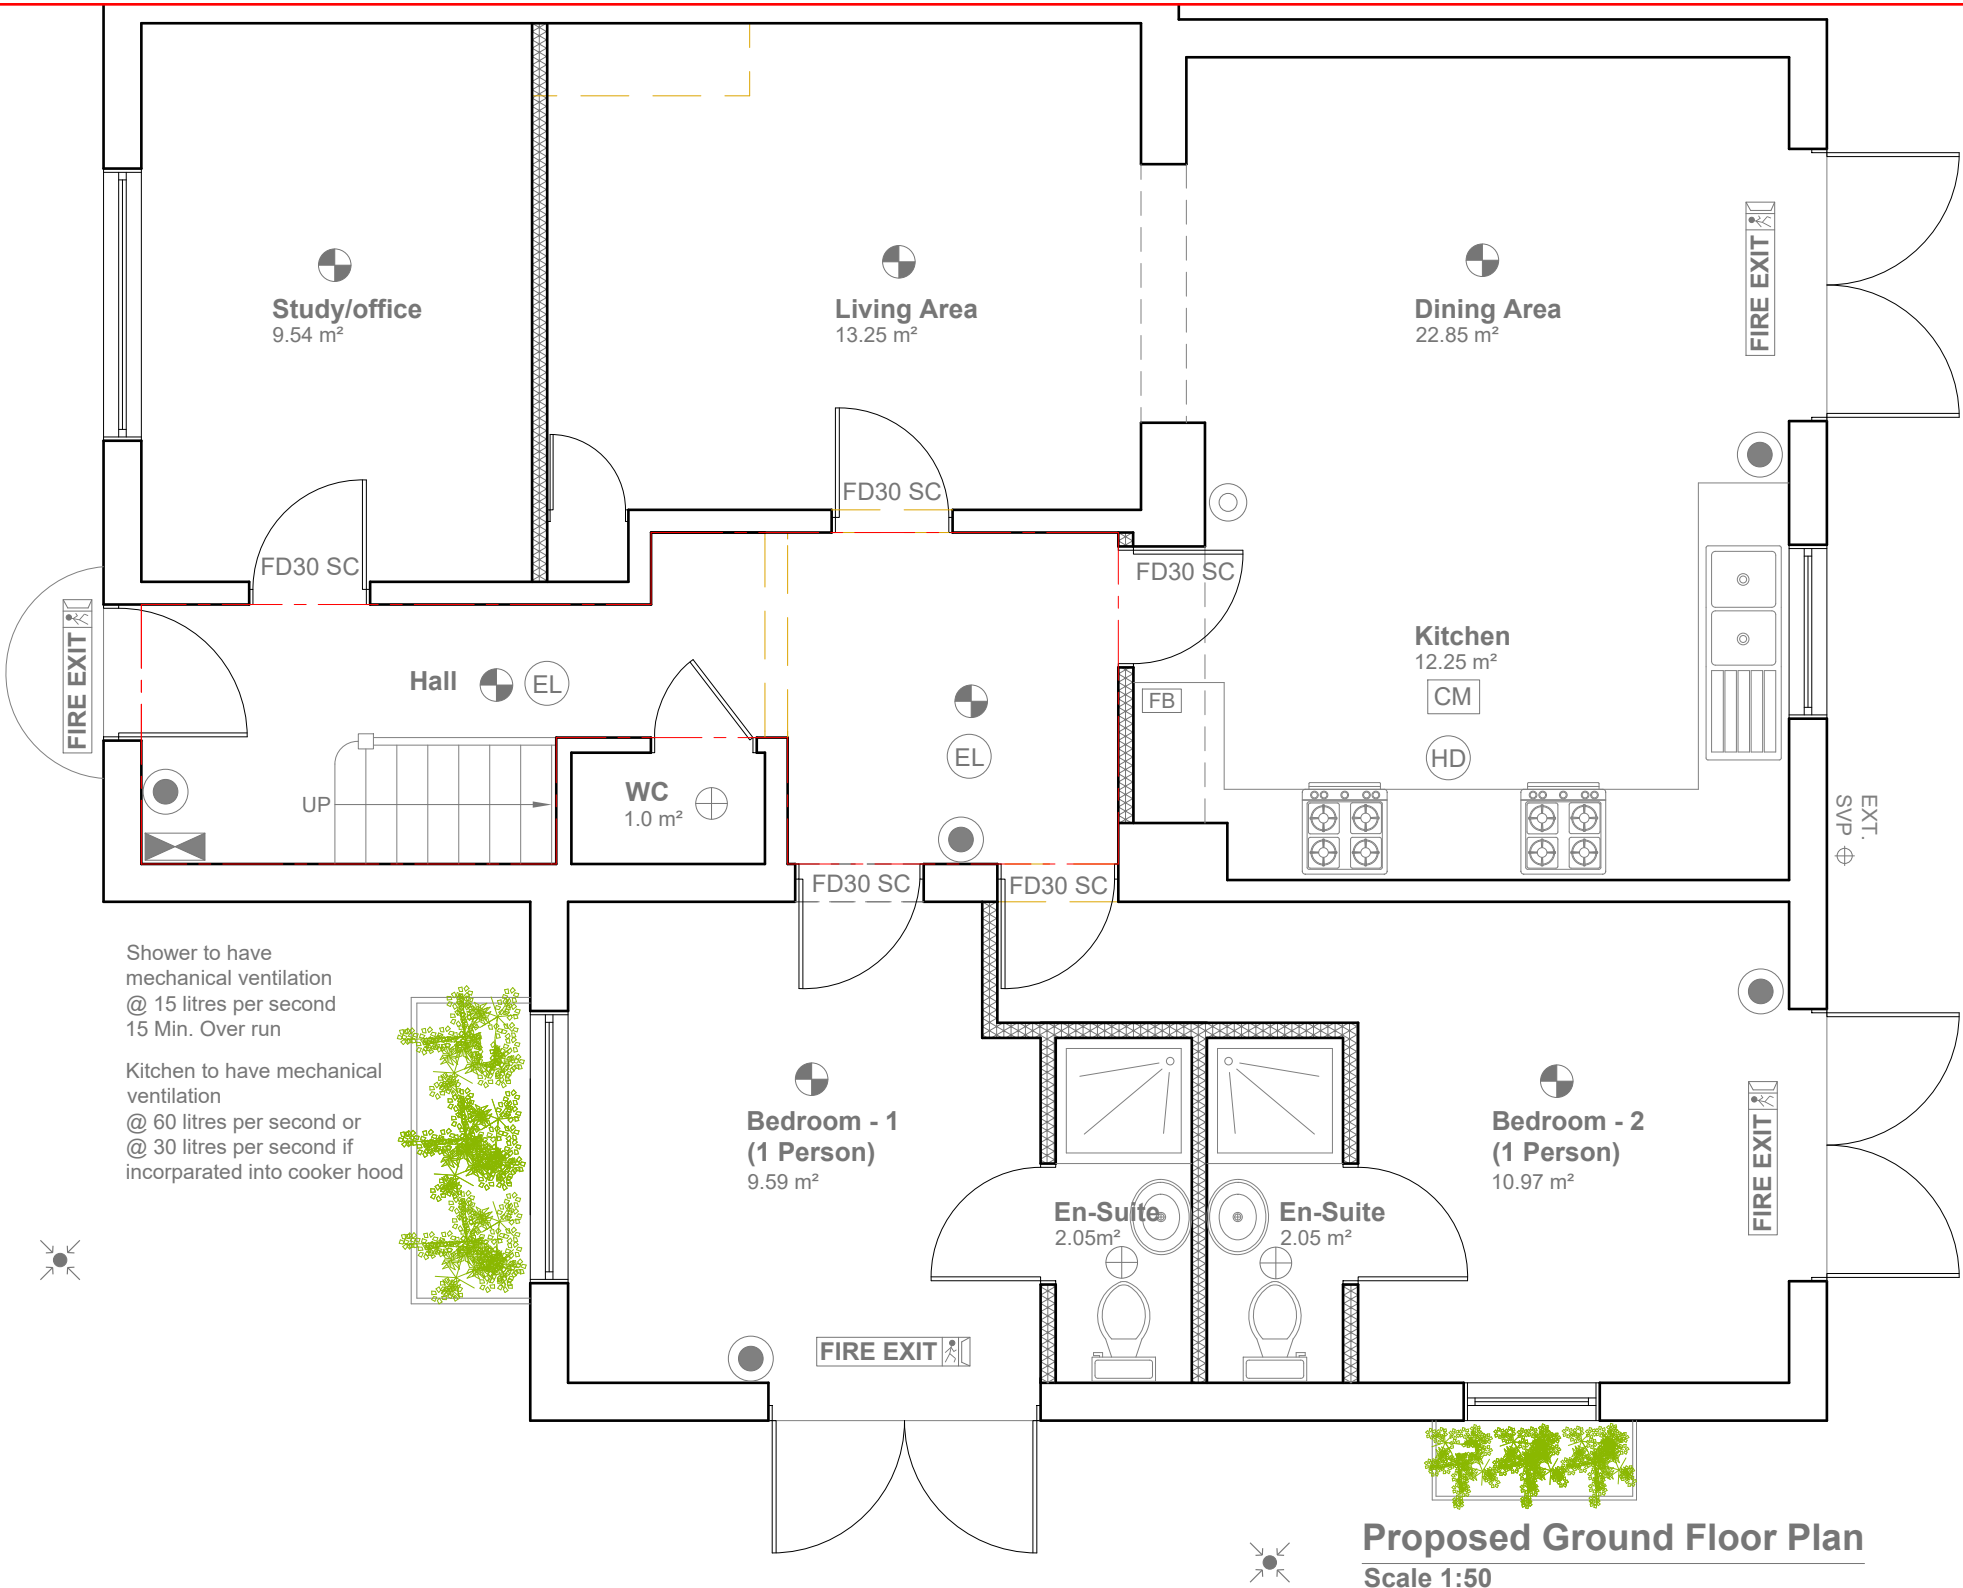 Study/office
9.54 m²
Living Area
13.25 m²
Dining Area
22.85 m²
FIRE EXIT
FD30 SC
FD30 SC
FD30 SC
FIRE EXIT
Hall
EL
EL
UP
WC
1.0 m²
FB
Kitchen
12.25 m²
CM
HD
EXT.
SVP
FD30 SC
FD30 SC
Shower to have
mechanical ventilation
@ 15 litres per second
15 Min. Over run
Kitchen to have mechanical
ventilation
@ 60 litres per second or
@ 30 litres per second if
incorparated into cooker hood
Bedroom - 1
(1 Person)
9.59 m²
En-Suite
2.05m²
En-Suite
2.05 m²
Bedroom - 2
(1 Person)
10.97 m²
FIRE EXIT
FIRE EXIT
Proposed Ground Floor Plan
Scale 1:50